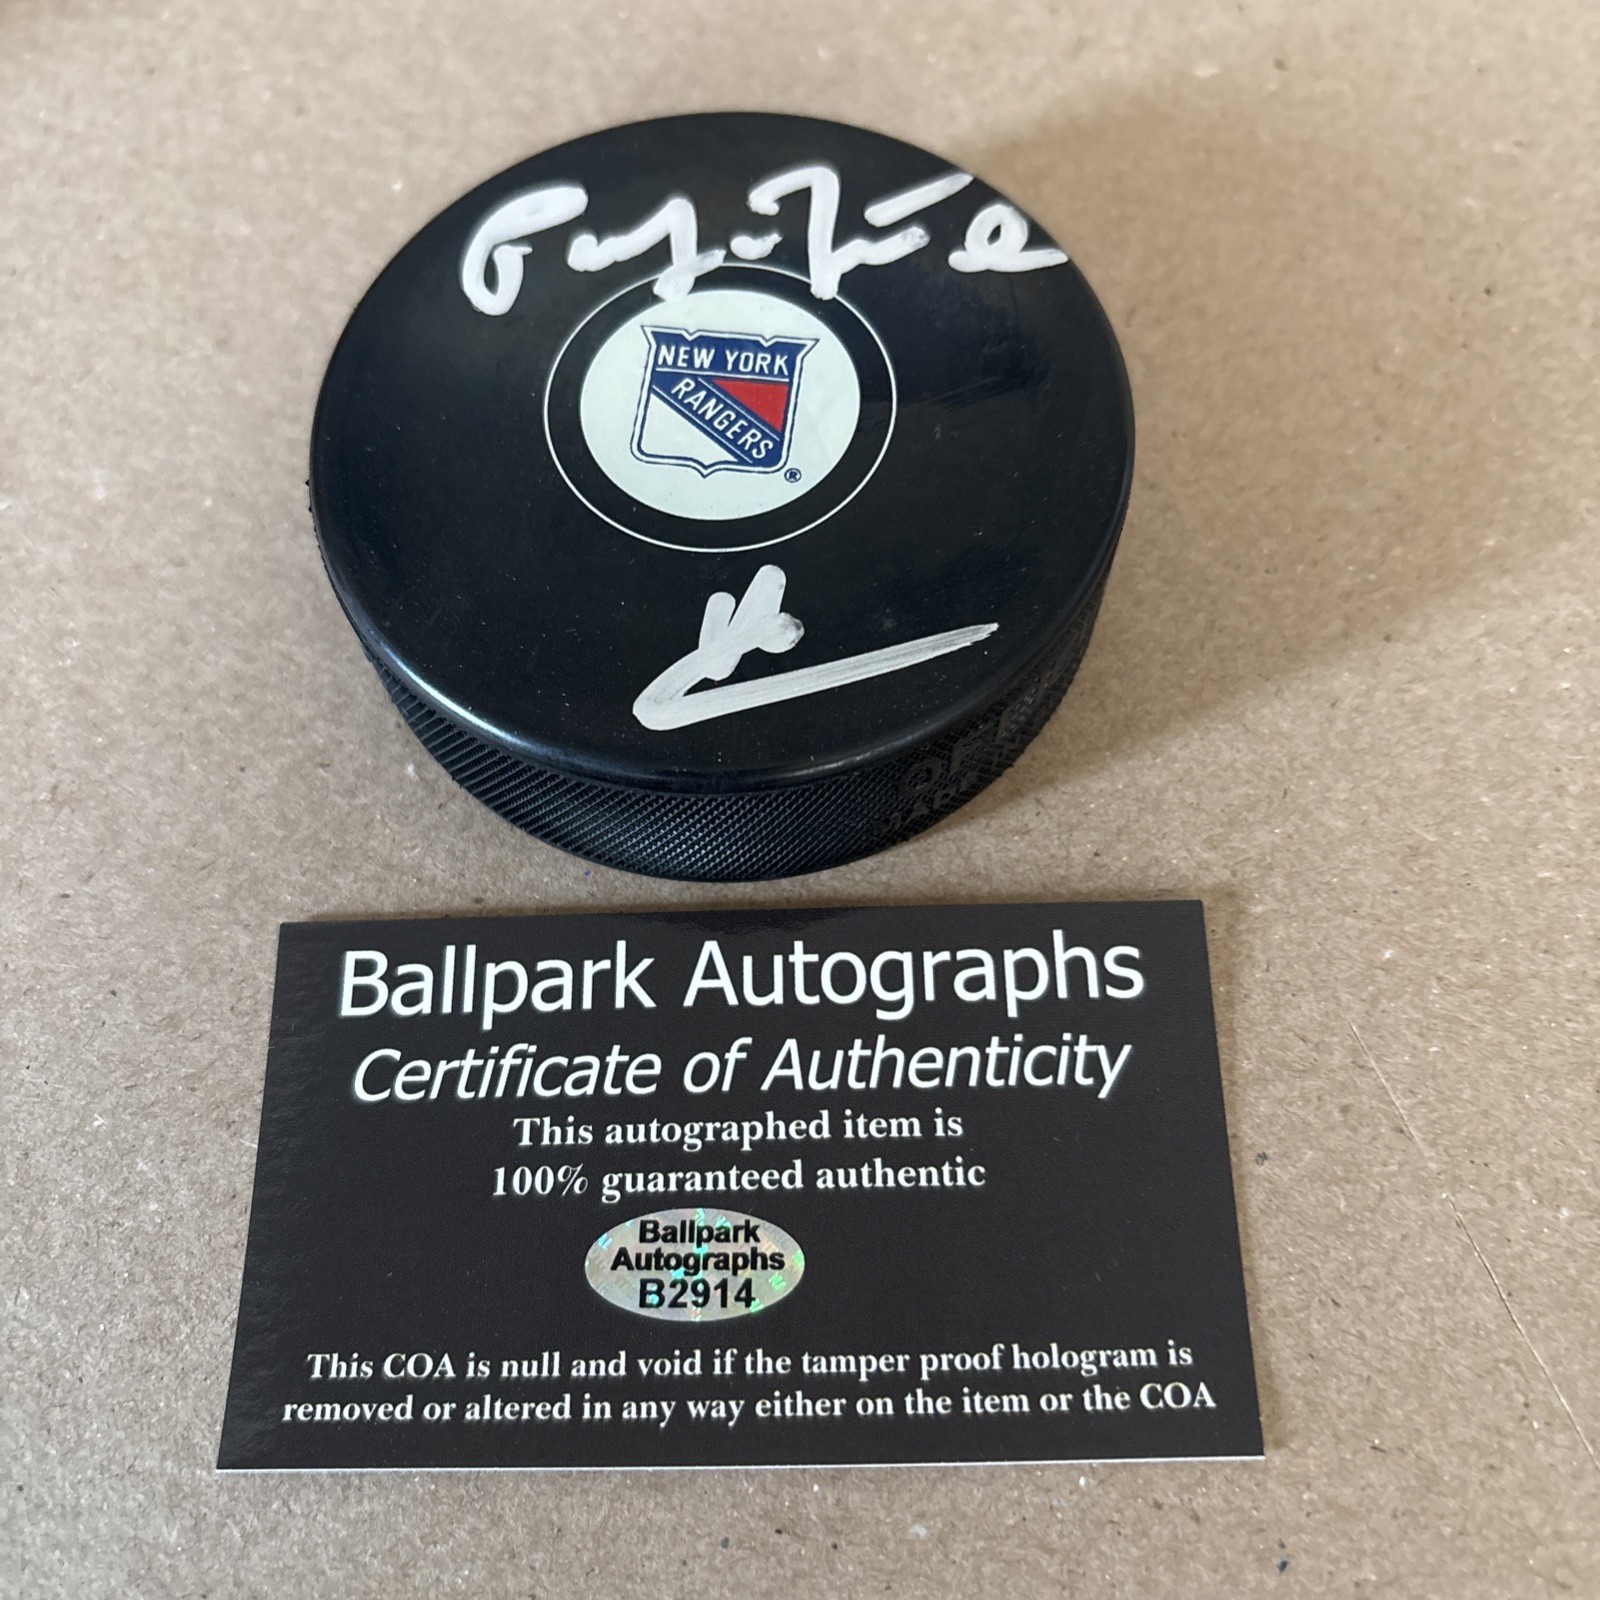 NEW YORK
RANGERS
®
Ballpark Autographs
Certificate of Authenticity
This autographed item is
100% guaranteed authentic
Ballpark
Autographs
B2914
This COA is null and void if the tamper proof hologram is
removed or altered in any way either on the item or the COA